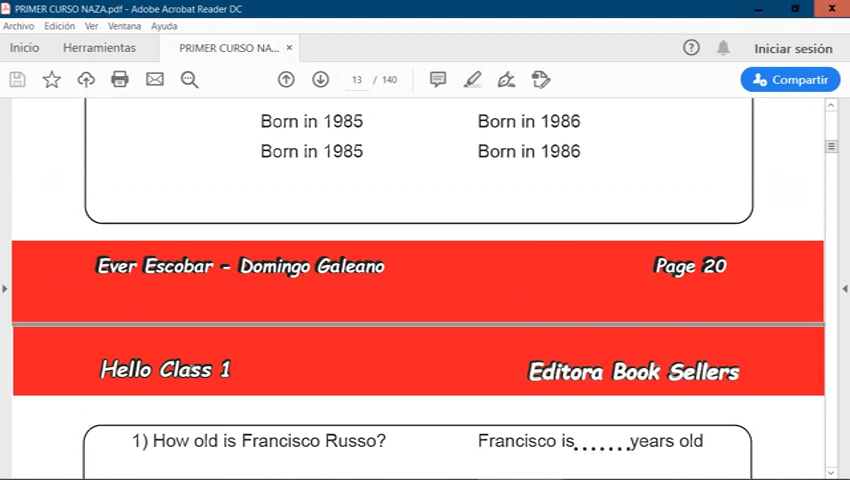 PRIMER CURSO NAZA.pdf - Adobe Acrobat Reader DC
Archivo Edición Ver Ventana Ayuda
Inicio Herramientas PRIMER CURSO NA... × Iniciar sesión
13 / 140 Compartir
Born in 1985 Born in 1986
Born in 1985 Born in 1986
Ever Escobar - Domingo Galeano Page 20
Hello Class 1 Editora Book Sellers
1) How old is Francisco Russo? Francisco is.......years old